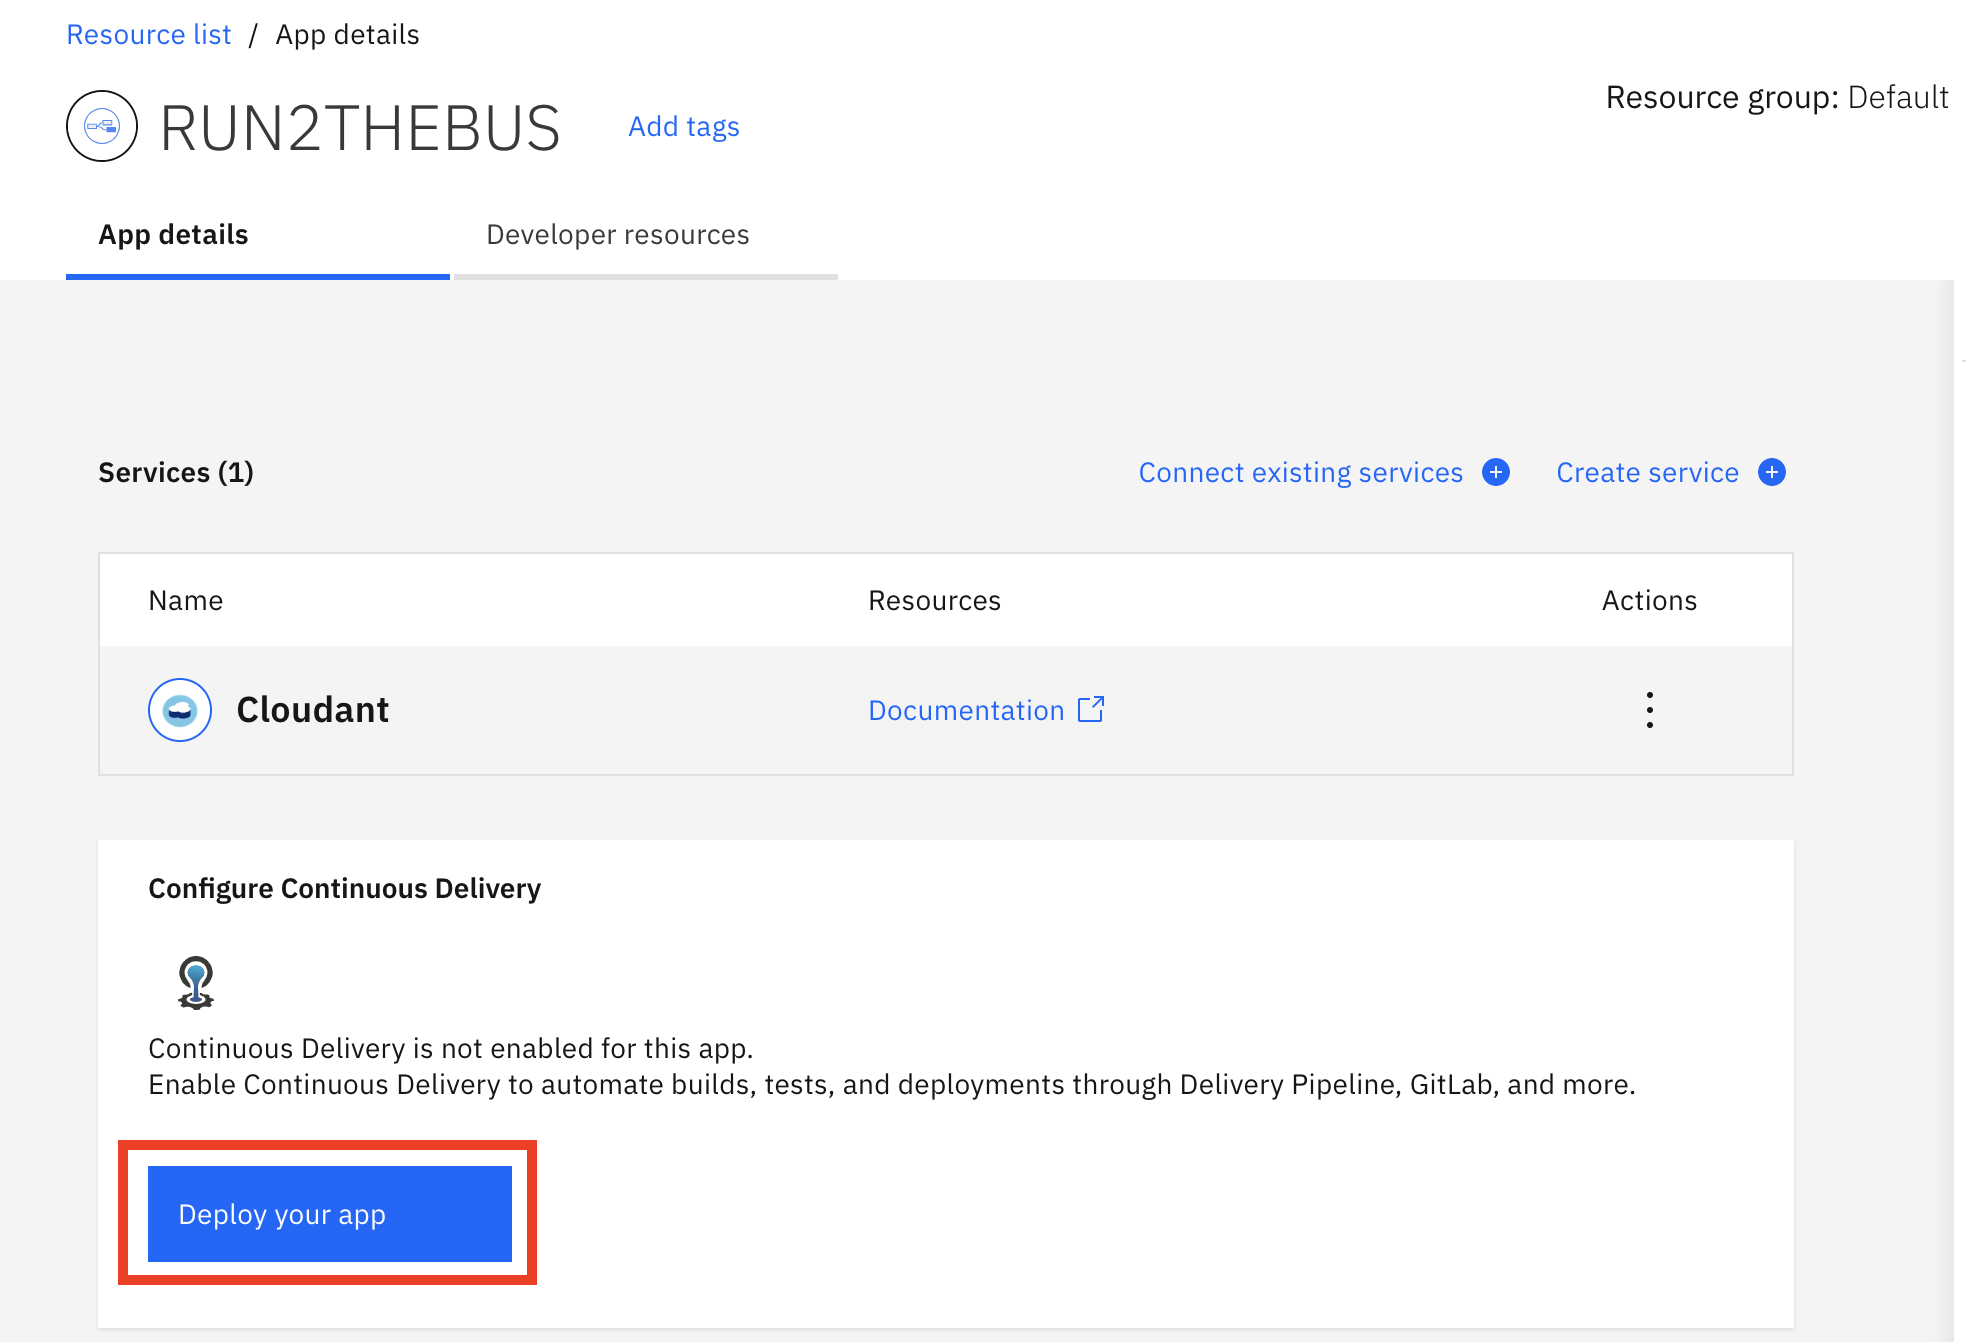 Resource list / App details
RUN2THEBUS Add tags
Resource group: Default
App details Developer resources
Services (1) Connect existing services Create service
Name Resources Actions
Cloudant Documentation
Configure Continuous Delivery
Continuous Delivery is not enabled for this app.
Enable Continuous Delivery to automate builds, tests, and deployments through Delivery Pipeline, GitLab, and more.
Deploy your app